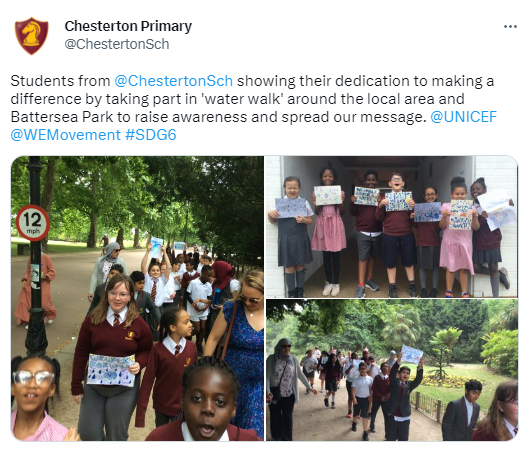 Chesterton Primary
@ChestertonSch
Students from @ChestertonSch showing their dedication to making a
difference by taking part in 'water walk' around the local area and
Battersea Park to raise awareness and spread our message. @UNICEF
@WEMovement #SDG6
12
mph